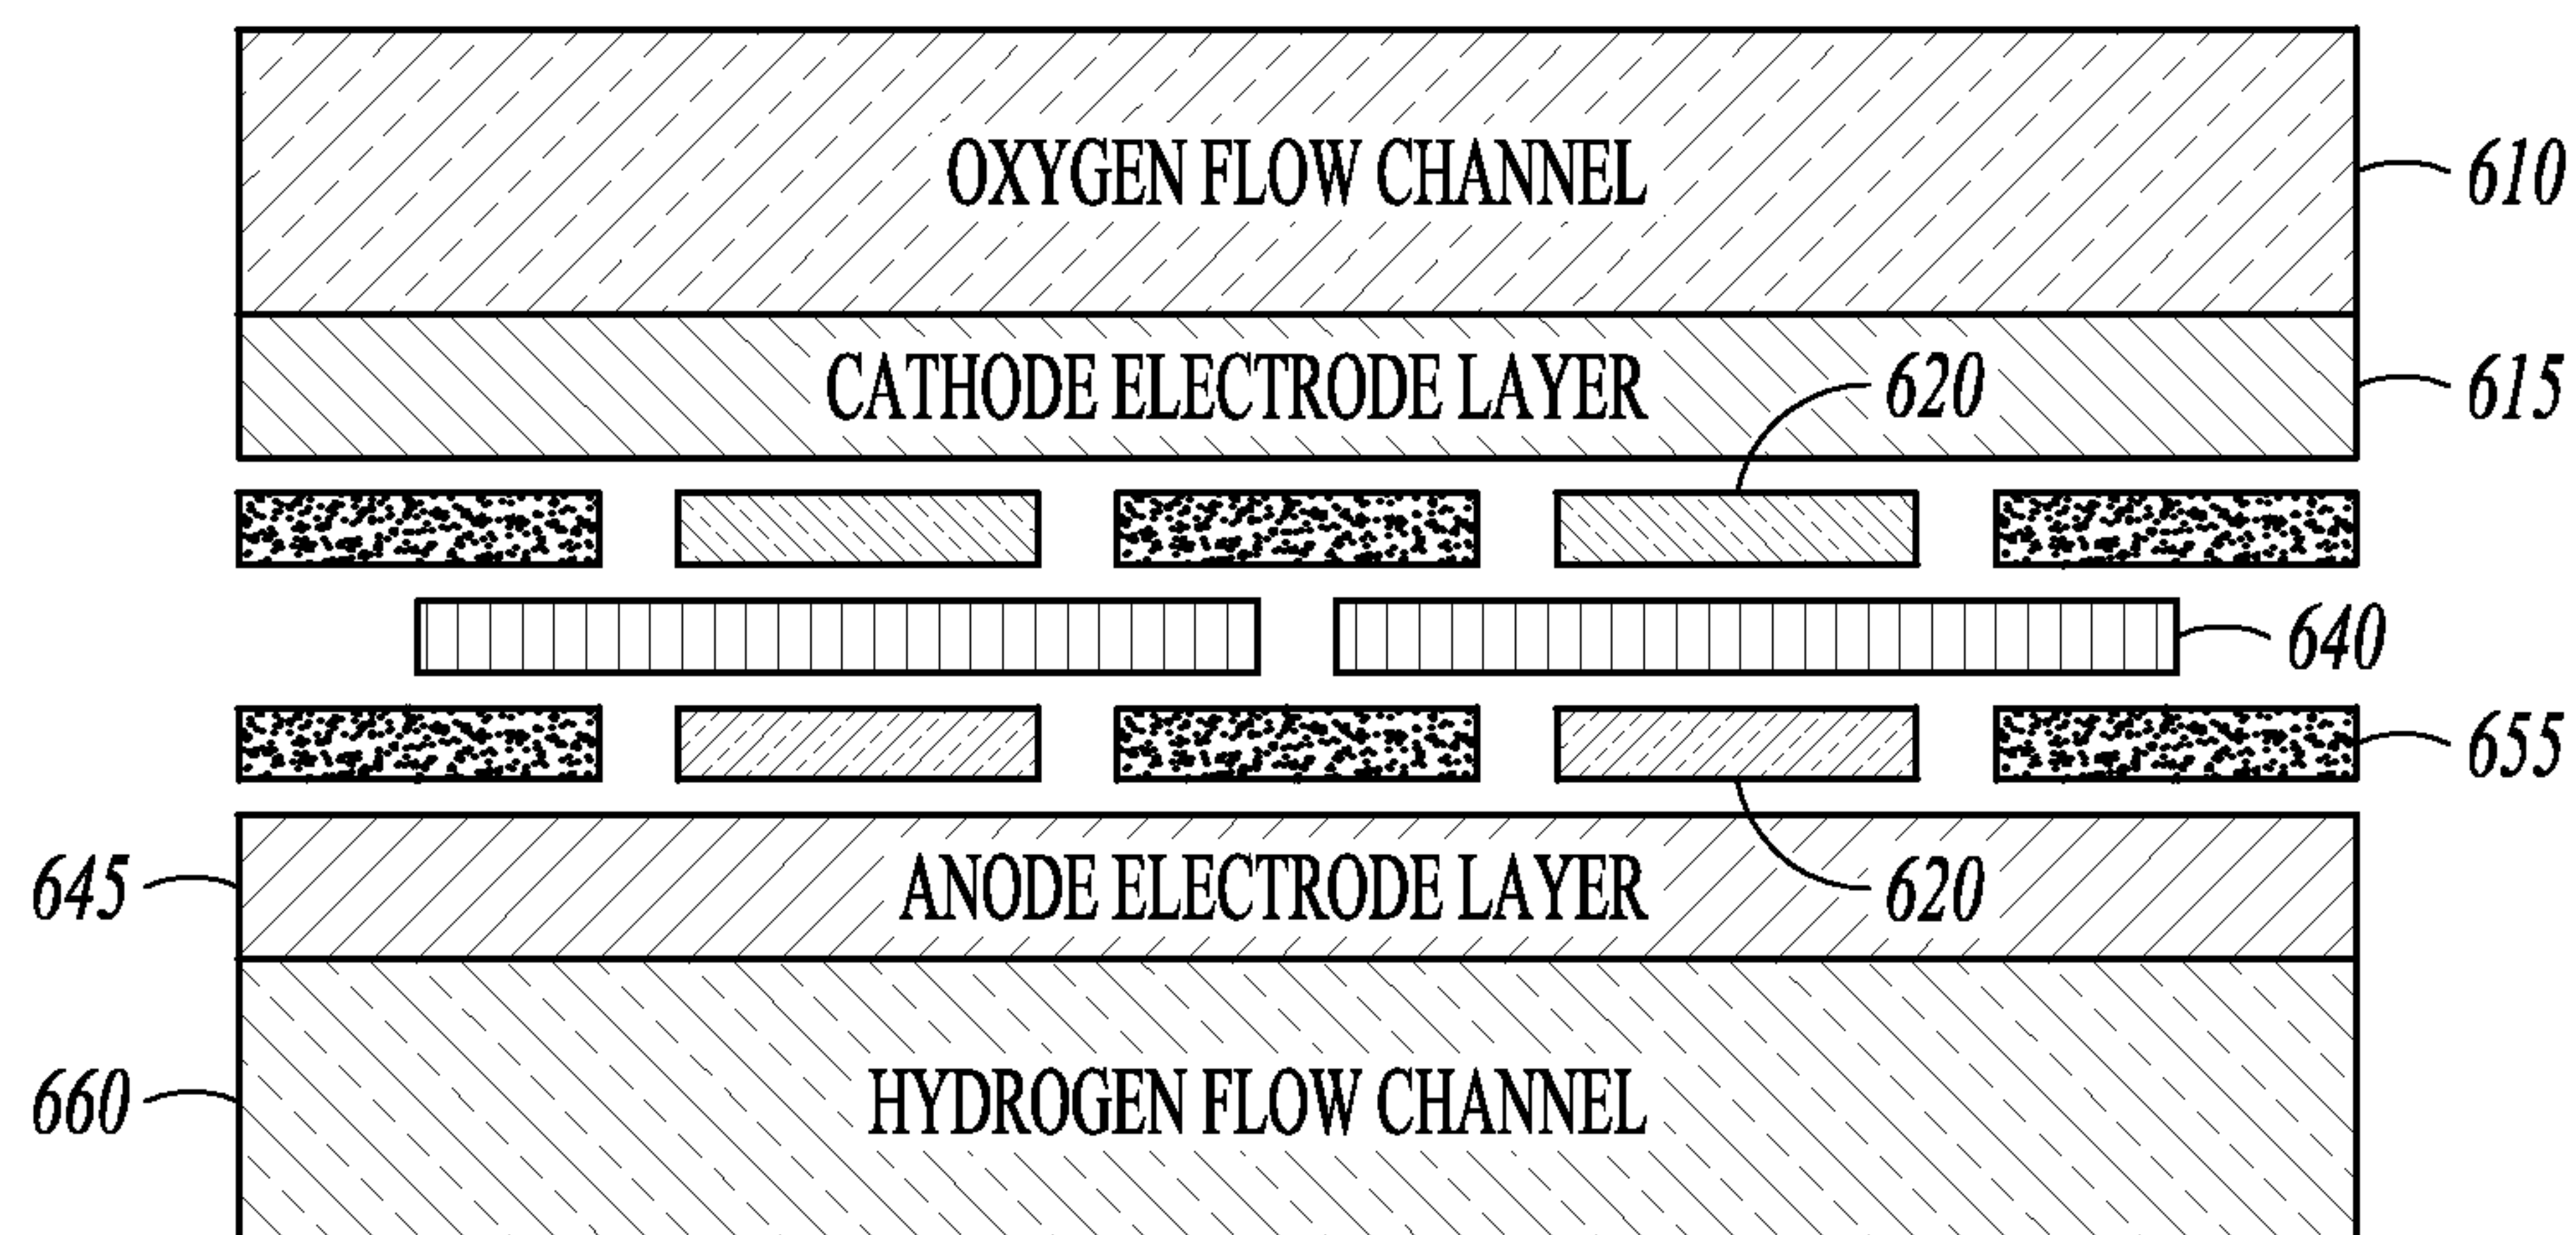 OXYGEN FLOW CHANNEL 610
CATHODE ELECTRODE LAYER 620 615
640
655
645 ANODE ELECTRODE LAYER 620
660 HYDROGEN FLOW CHANNEL